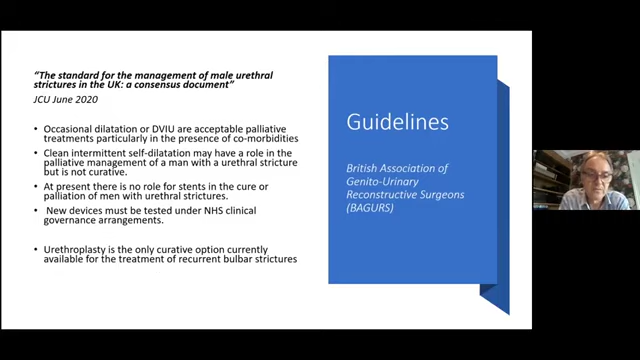 “The standard for the management of male urethral
strictures in the UK: a consensus document”
JCU June 2020
• Occasional dilatation or DVIU are acceptable palliative
treatments particularly in the presence of co-morbidities
• Clean intermittent self-dilatation may have a role in the
palliative management of a man with a urethral stricture
but is not curative.
• At present there is no role for stents in the cure or
palliation of men with urethral strictures.
• New devices must be tested under NHS clinical
governance arrangements.
• Urethroplasty is the only curative option currently
available for the treatment of recurrent bulbar strictures
Guidelines
British Association of
Genito-Urinary
Reconstructive Surgeons
(BAGURS)